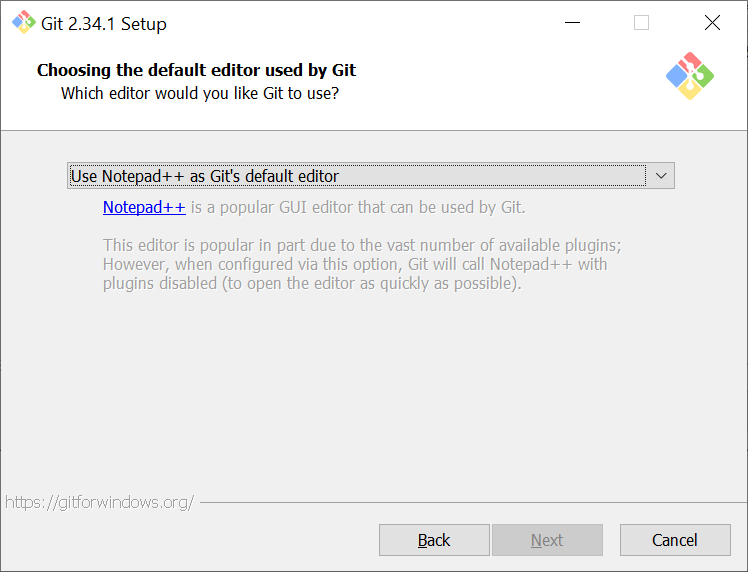 Git 2.34.1 Setup
Choosing the default editor used by Git
Which editor would you like Git to use?
Use Notepad++ as Git's default editor
Notepad++ is a popular GUI editor that can be used by Git.
This editor is popular in part due to the vast number of available plugins;
However, when configured via this option, Git will call Notepad++ with
plugins disabled (to open the editor as quickly as possible).
https://gitforwindows.org/
Back Next Cancel